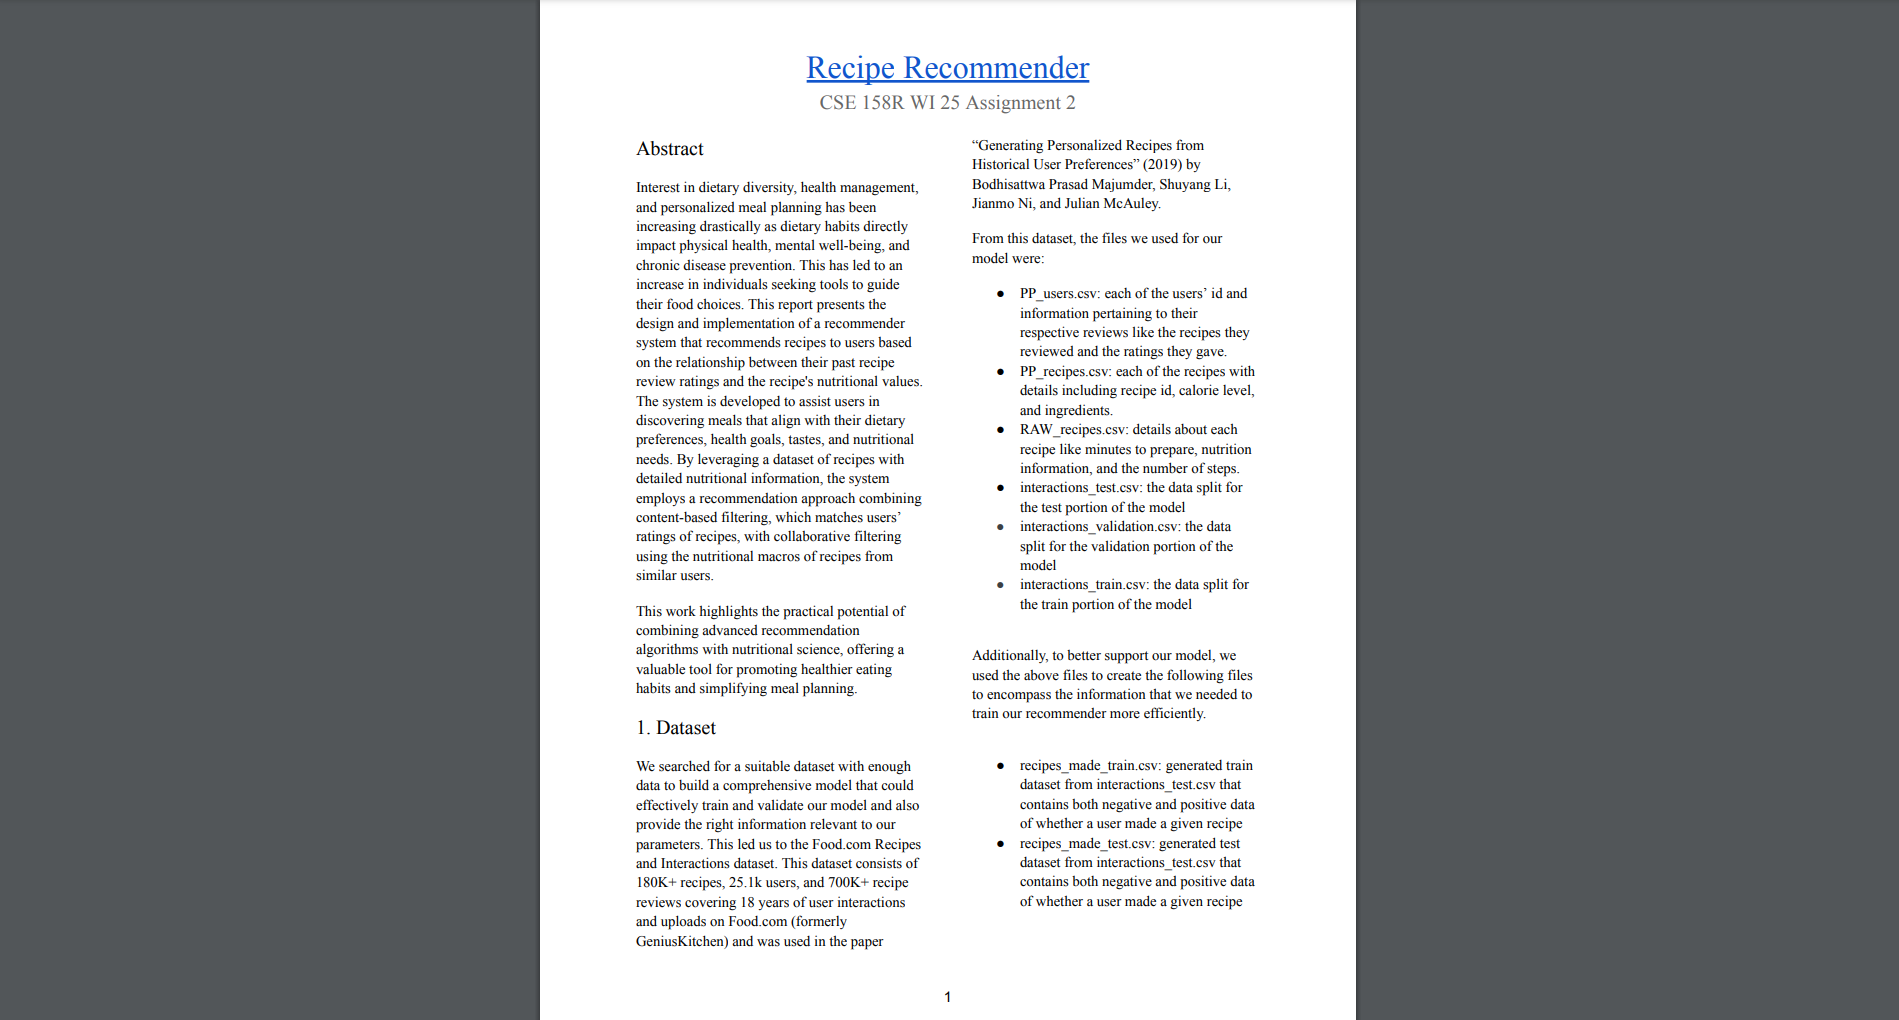 Recipe Recommender
CSE 158R WI 25 Assignment 2
Abstract
Interest in dietary diversity, health management,
and personalized meal planning has been
increasing drastically as dietary habits directly
impact physical health, mental well-being, and
chronic disease prevention. This has led to an
increase in individuals seeking tools to guide
their food choices. This report presents the
design and implementation of a recommender
system that recommends recipes to users based
on the relationship between their past recipe
review ratings and the recipe's nutritional values.
The system is developed to assist users in
discovering meals that align with their dietary
preferences, health goals, tastes, and nutritional
needs. By leveraging a dataset of recipes with
detailed nutritional information, the system
employs a recommendation approach combining
content-based filtering, which matches users’
ratings of recipes, with collaborative filtering
using the nutritional macros of recipes from
similar users.
This work highlights the practical potential of
combining advanced recommendation
algorithms with nutritional science, offering a
valuable tool for promoting healthier eating
habits and simplifying meal planning.
1. Dataset
We searched for a suitable dataset with enough
data to build a comprehensive model that could
effectively train and validate our model and also
provide the right information relevant to our
parameters. This led us to the Food.com Recipes
and Interactions dataset. This dataset consists of
180K+ recipes, 25.1k users, and 700K+ recipe
reviews covering 18 years of user interactions
and uploads on Food.com (formerly
GeniusKitchen) and was used in the paper
“Generating Personalized Recipes from
Historical User Preferences” (2019) by
Bodhisattwa Prasad Majumder, Shuyang Li,
Jianmo Ni, and Julian McAuley.
From this dataset, the files we used for our
model were:
● PP_users.csv: each of the users’ id and
information pertaining to their
respective reviews like the recipes they
reviewed and the ratings they gave.
● PP_recipes.csv: each of the recipes with
details including recipe id, calorie level,
and ingredients.
● RAW_recipes.csv: details about each
recipe like minutes to prepare, nutrition
information, and the number of steps.
● interactions_test.csv: the data split for
the test portion of the model
● interactions_validation.csv: the data
split for the validation portion of the
model
● interactions_train.csv: the data split for
the train portion of the model
Additionally, to better support our model, we
used the above files to create the following files
to encompass the information that we needed to
train our recommender more efficiently.
● recipes_made_train.csv: generated train
dataset from interactions_test.csv that
contains both negative and positive data
of whether a user made a given recipe
● recipes_made_test.csv: generated test
dataset from interactions_test.csv that
contains both negative and positive data
of whether a user made a given recipe
1